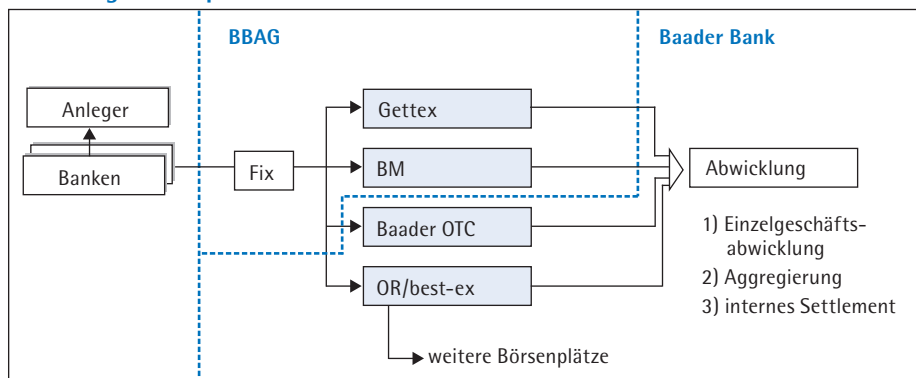 BBAG
Baader Bank
Anleger
Banken
Fix
Gettex
BM
Baader OTC
OR/best-ex
weitere Börsenplätze
Abwicklung
1) Einzelgeschäfts-
abwicklung
2) Aggregierung
3) internes Settlement